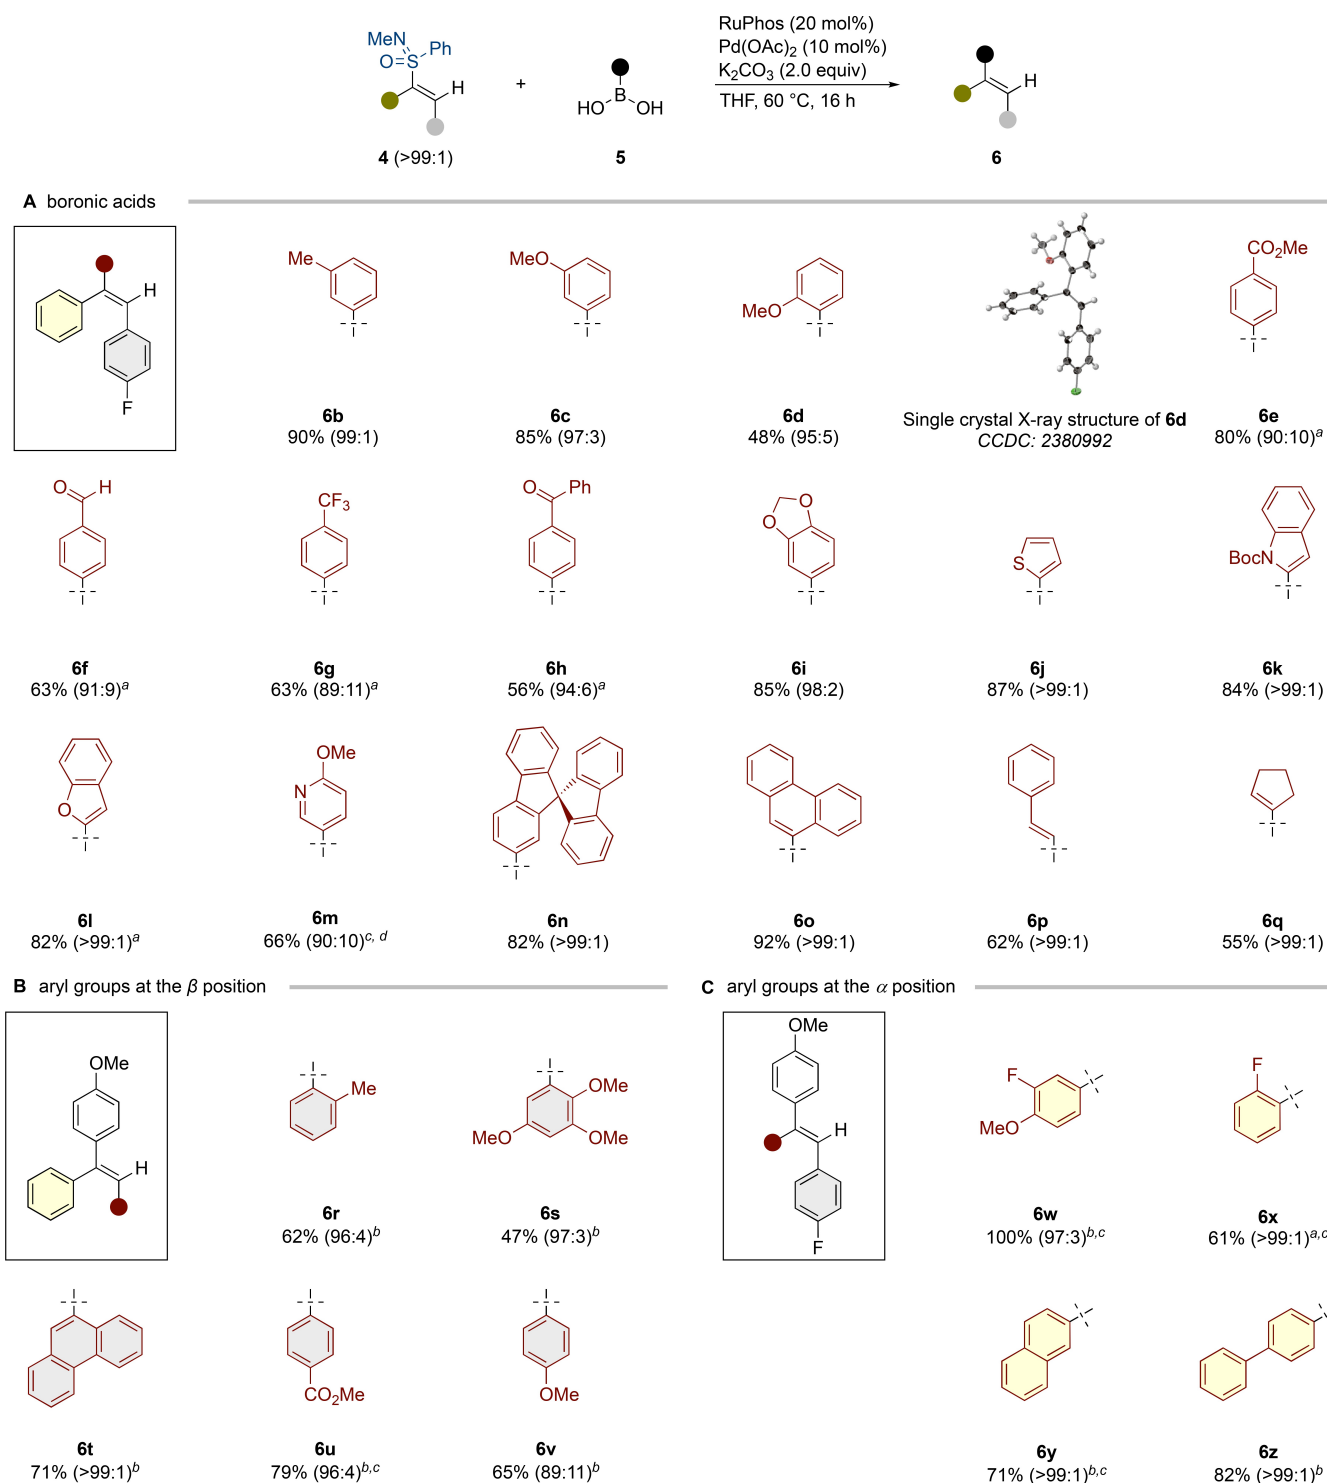 RuPhos (20 mol%)
Pd(OAc)2 (10 mol%)
K2CO3 (2.0 equiv)
THF, 60 °C, 16 h
MeN
O=S
Ph
H
+
B
HO
OH
H
4 (>99:1)
5
6
A boronic acids
H
F
Me
MeO
MeO
CO2Me
6b
6c
6d
Single crystal X-ray structure of 6d
6e
90% (99:1)
85% (97:3)
48% (95:5)
CCDC: 2380992
80% (90:10)a
O
H
CF3
O
Ph
O
O
S
BocN
6f
6g
6h
6i
6j
6k
63% (91:9)a
63% (89:11)a
56% (94:6)a
85% (98:2)
87% (>99:1)
84% (>99:1)
O
OMe
N
6l
6m
6n
6o
6p
6q
82% (>99:1)a
66% (90:10)c, d
82% (>99:1)
92% (>99:1)
62% (>99:1)
55% (>99:1)
B aryl groups at the β position
C aryl groups at the α position
OMe
H
Me
OMe
MeO
OMe
6r
6s
62% (96:4)b
47% (97:3)b
OMe
H
F
F
MeO
F
6w
6x
100% (97:3)b,c
61% (>99:1)a,c
CO2Me
OMe
6t
6u
6v
6y
6z
71% (>99:1)b
79% (96:4)b,c
65% (89:11)b
71% (>99:1)b,c
82% (>99:1)b